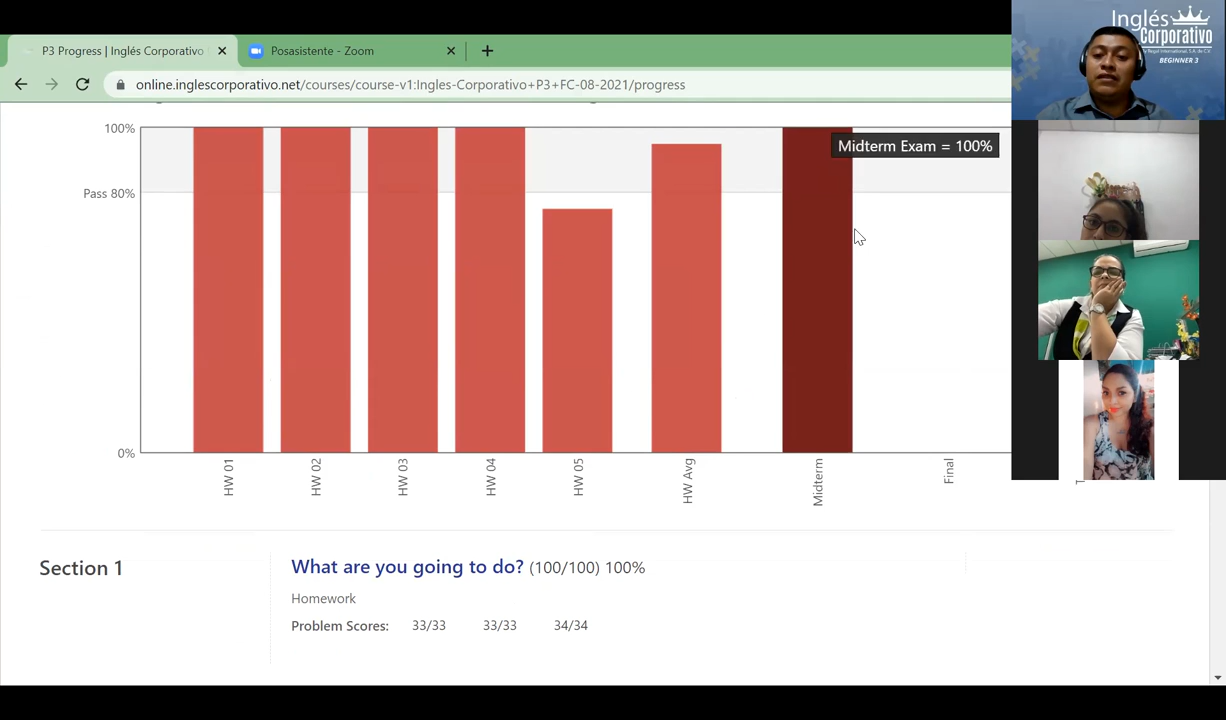 P3 Progress | Inglés Corporativo
Posasistente - Zoom
online.inglescorporativo.net/courses/course-v1:Ingles-Corporativo+P3+FC-08-2021/progress
Inglés
Corporativo
BEGINNER 3
100%
Midterm Exam = 100%
Pass 80%
0%
HW 01
HW 02
HW 03
HW 04
HW 05
HW Avg
Midterm
Final
Section 1
What are you going to do? (100/100) 100%
Homework
Problem Scores: 33/33 33/33 34/34